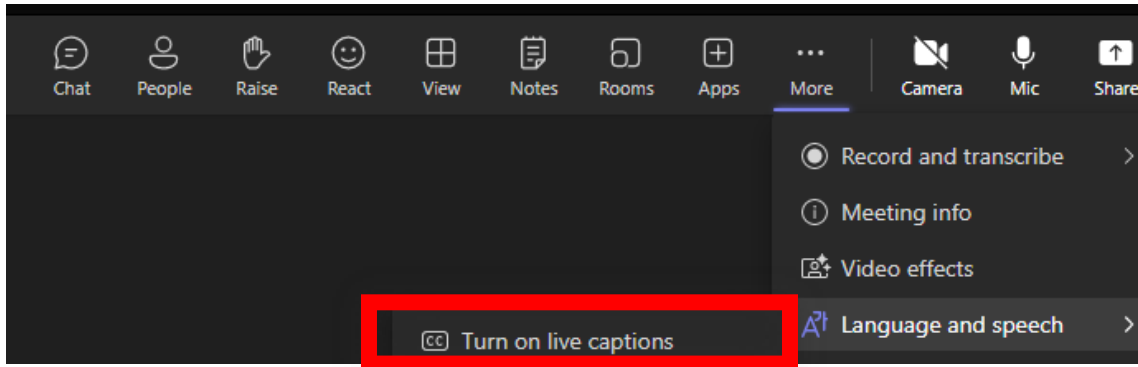 Chat People Raise React View Notes Rooms Apps More Camera Mic Share
Record and transcribe
Meeting info
Video effects
Language and speech
CC Turn on live captions